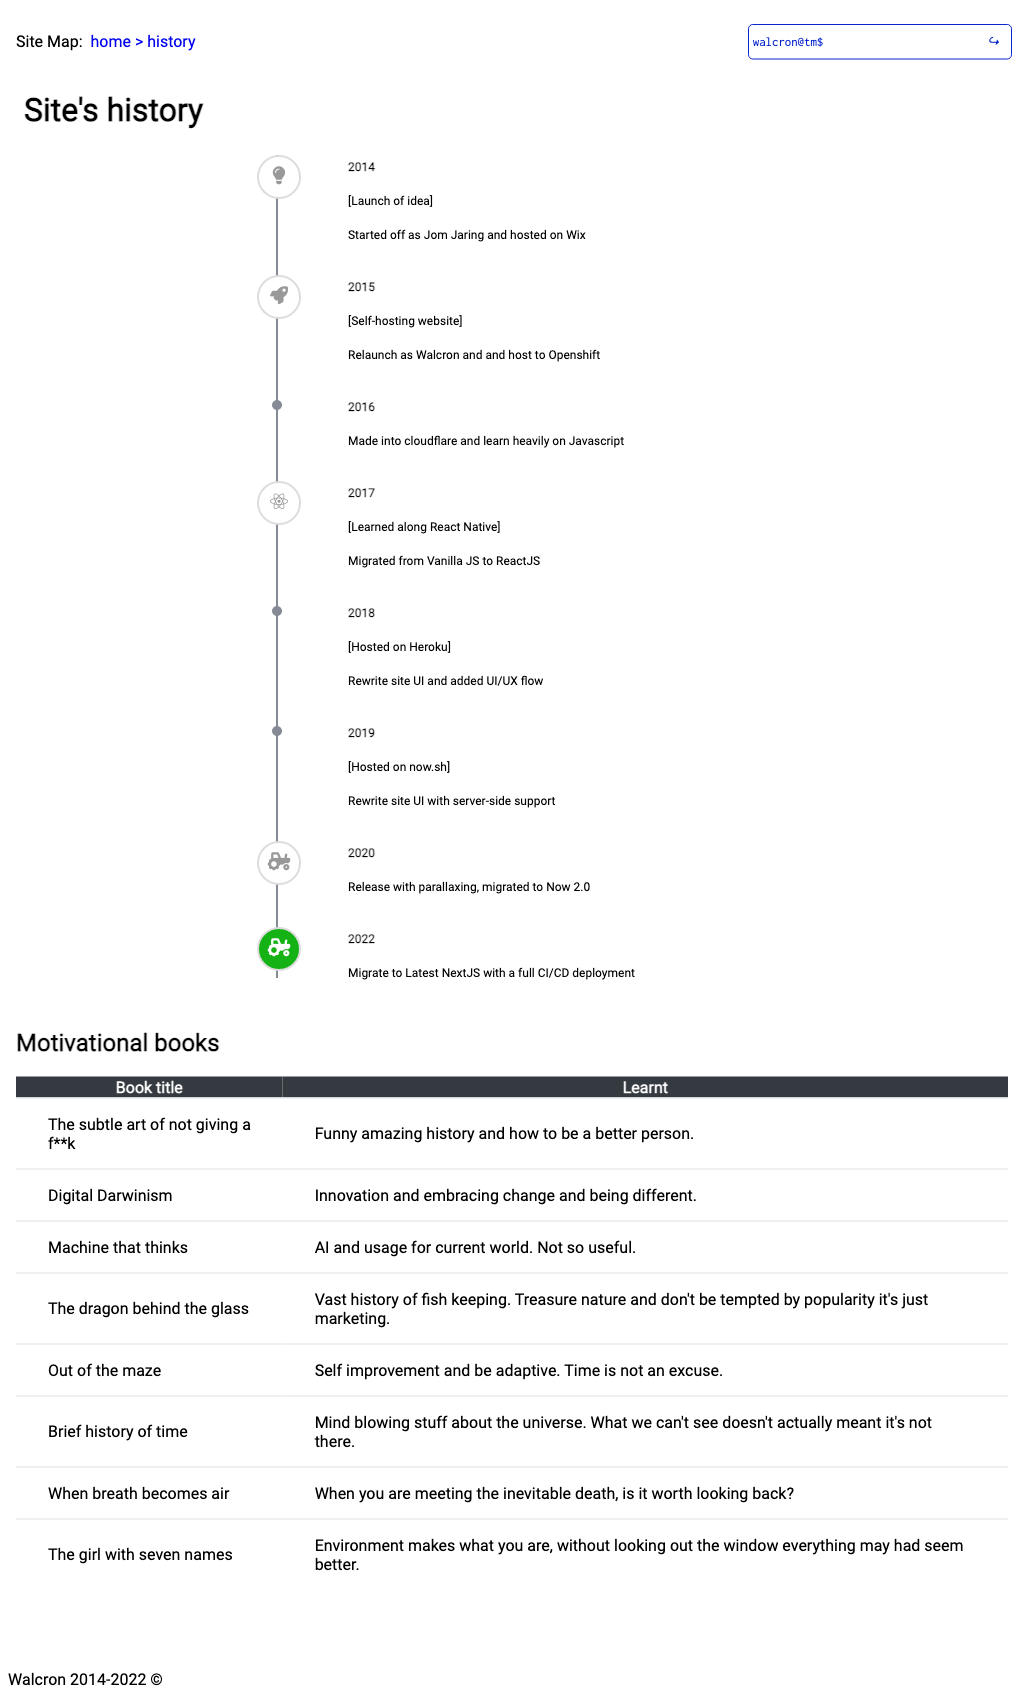 Site Map: home > history
walcron@tm$
Site's history
2014
[Launch of idea]
Started off as Jom Jaring and hosted on Wix
2015
[Self-hosting website]
Relaunch as Walcron and and host to Openshift
2016
Made into cloudflare and learn heavily on Javascript
2017
[Learned along React Native]
Migrated from Vanilla JS to ReactJS
2018
[Hosted on Heroku]
Rewrite site UI and added UI/UX flow
2019
[Hosted on now.sh]
Rewrite site UI with server-side support
2020
Release with parallaxing, migrated to Now 2.0
2022
Migrate to Latest NextJS with a full CI/CD deployment
Motivational books
Book title Learnt
The subtle art of not giving a
f**k
Funny amazing history and how to be a better person.
Digital Darwinism
Innovation and embracing change and being different.
Machine that thinks
AI and usage for current world. Not so useful.
The dragon behind the glass
Vast history of fish keeping. Treasure nature and don't be tempted by popularity it's just
marketing.
Out of the maze
Self improvement and be adaptive. Time is not an excuse.
Brief history of time
Mind blowing stuff about the universe. What we can't see doesn't actually meant it's not
there.
When breath becomes air
When you are meeting the inevitable death, is it worth looking back?
The girl with seven names
Environment makes what you are, without looking out the window everything may had seem
better.
Walcron 2014-2022 ©